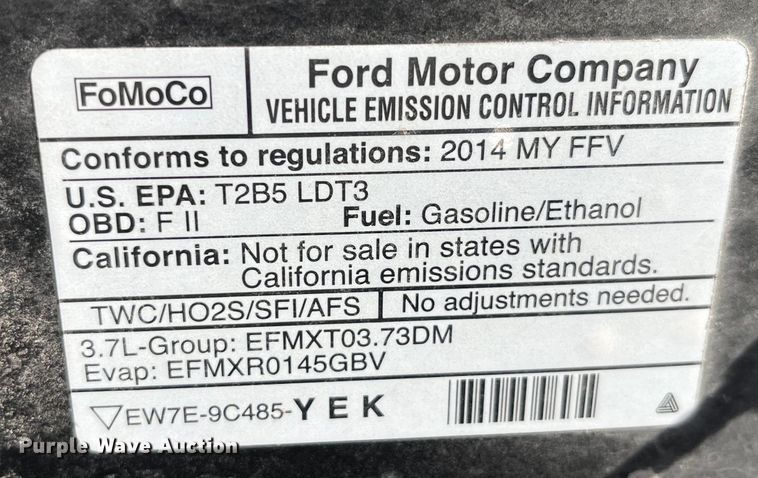 FoMoCo
Ford Motor Company
VEHICLE EMISSION CONTROL INFORMATION
Conforms to regulations: 2014 MY FFV
U.S. EPA: T2B5 LDT3
OBD: F II Fuel: Gasoline/Ethanol
California: Not for sale in states with
California emissions standards.
TWC/HO2S/SFI/AFS No adjustments needed.
3.7L-Group: EFMXT03.73DM
Evap: EFMXR0145GBV
▽EW7E-9C485-YEK
Purple Wave Auction